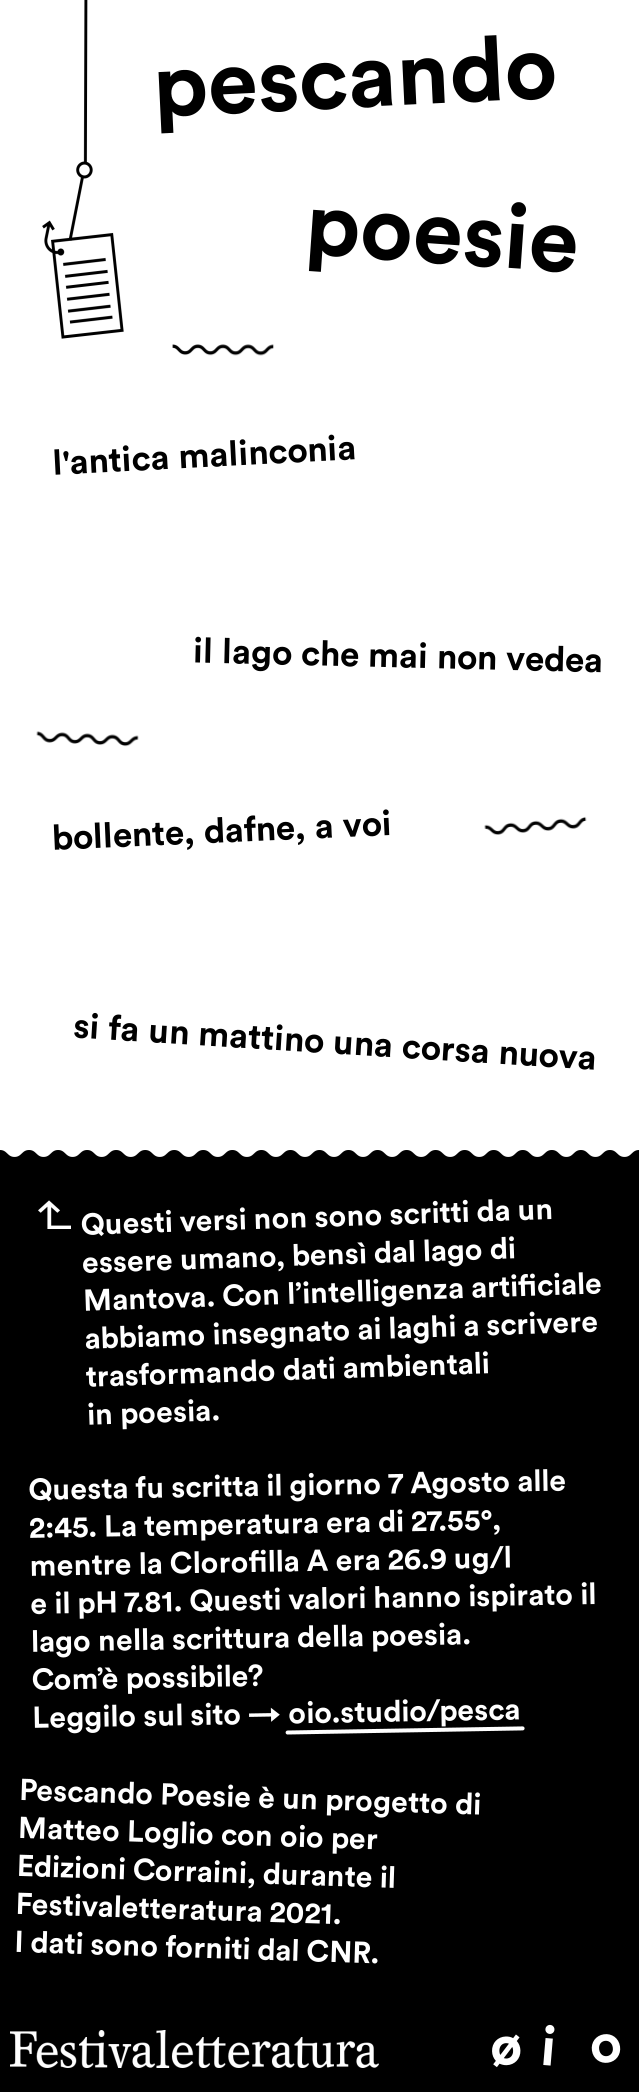 pescando
poesie
l'antica malinconia
il lago che mai non vedea
bollente, dafne, a voi
si fa un mattino una corsa nuova
Questi versi non sono scritti da un
essere umano, bensì dal lago di
Mantova. Con l’intelligenza artificiale
abbiamo insegnato ai laghi a scrivere
trasformando dati ambientali
in poesia.
Questa fu scritta il giorno 7 Agosto alle
2:45. La temperatura era di 27.55°,
mentre la Clorofilla A era 26.9 ug/l
e il pH 7.81. Questi valori hanno ispirato il
lago nella scrittura della poesia.
Com’è possibile?
Leggilo sul sito → oio.studio/pesca
Pescando Poesie è un progetto di
Matteo Loglio con oio per
Edizioni Corraini, durante il
Festivaletteratura 2021.
I dati sono forniti dal CNR.
Festivaletteratura
ø i o